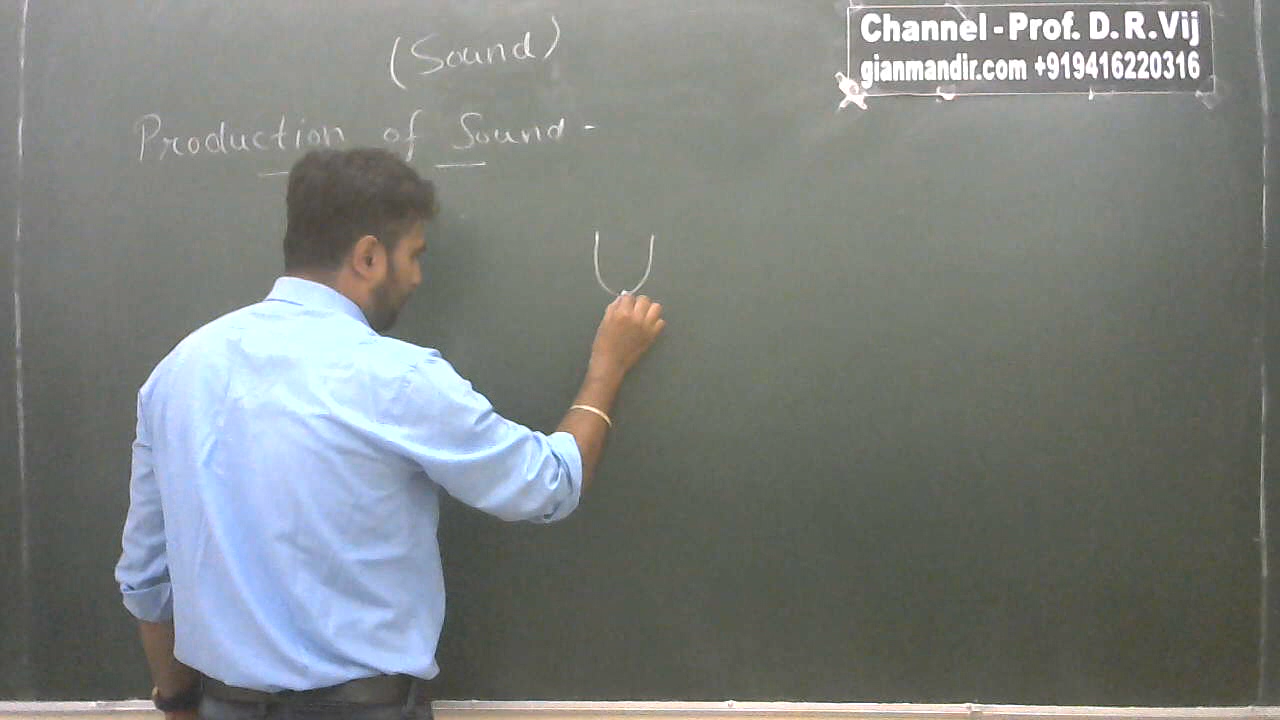 (Sound)
Production of Sound -
Channel - Prof. D. R. Vij
gianmandir.com +919416220316